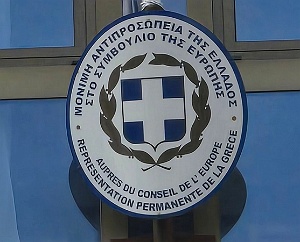 ΜΟΝΙΜΗ ΑΝΤΙΠΡΟΣΩΠΕΙΑ ΤΗΣ ΕΛΛΑΔΟΣ
ΣΤΟ ΣΥΜΒΟΥΛΙΟ ΤΗΣ ΕΥΡΩΠΗΣ
AUPRES DU CONSEIL DE L' EUROPE
REPRESENTATION PERMANENTE DE LA GRECE